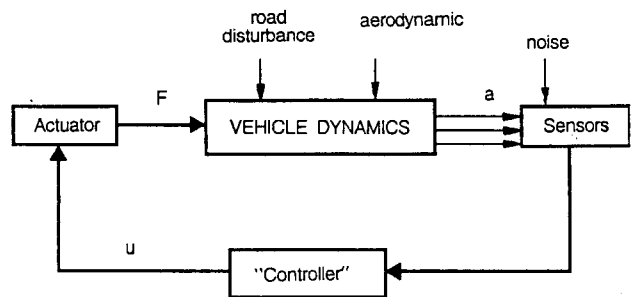 road
disturbance
aerodynamic
noise
F
a
Actuator
VEHICLE DYNAMICS
Sensors
u
"Controller"